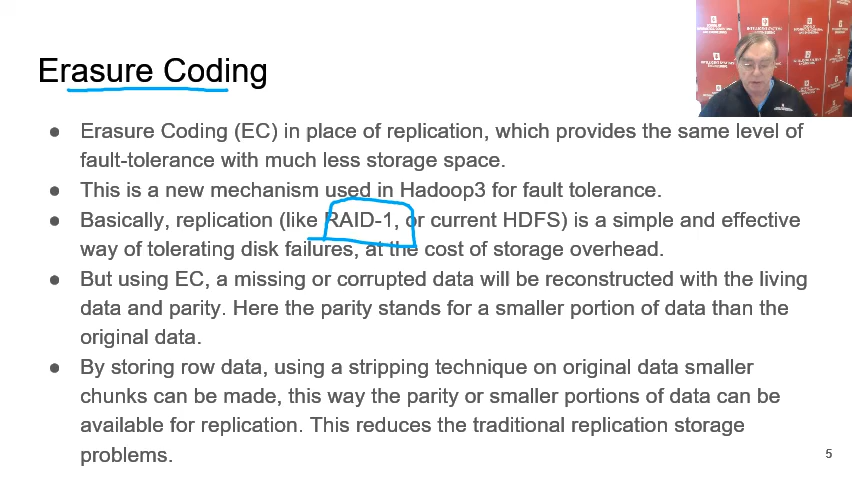 Erasure Coding
● Erasure Coding (EC) in place of replication, which provides the same level of
fault-tolerance with much less storage space.
● This is a new mechanism used in Hadoop3 for fault tolerance.
● Basically, replication (like RAID-1, or current HDFS) is a simple and effective
way of tolerating disk failures, at the cost of storage overhead.
● But using EC, a missing or corrupted data will be reconstructed with the living
data and parity. Here the parity stands for a smaller portion of data than the
original data.
● By storing row data, using a stripping technique on original data smaller
chunks can be made, this way the parity or smaller portions of data can be
available for replication. This reduces the traditional replication storage
problems.
5